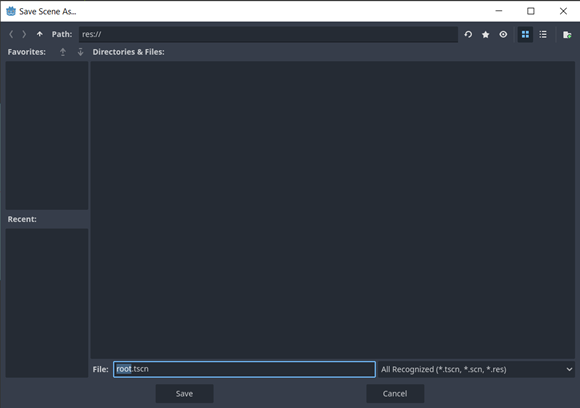 Save Scene As...
Path: res://
Favorites: Directories & Files:
Recent:
File: root.tscn All Recognized (*.tscn, *.scn, *.res)
Save Cancel